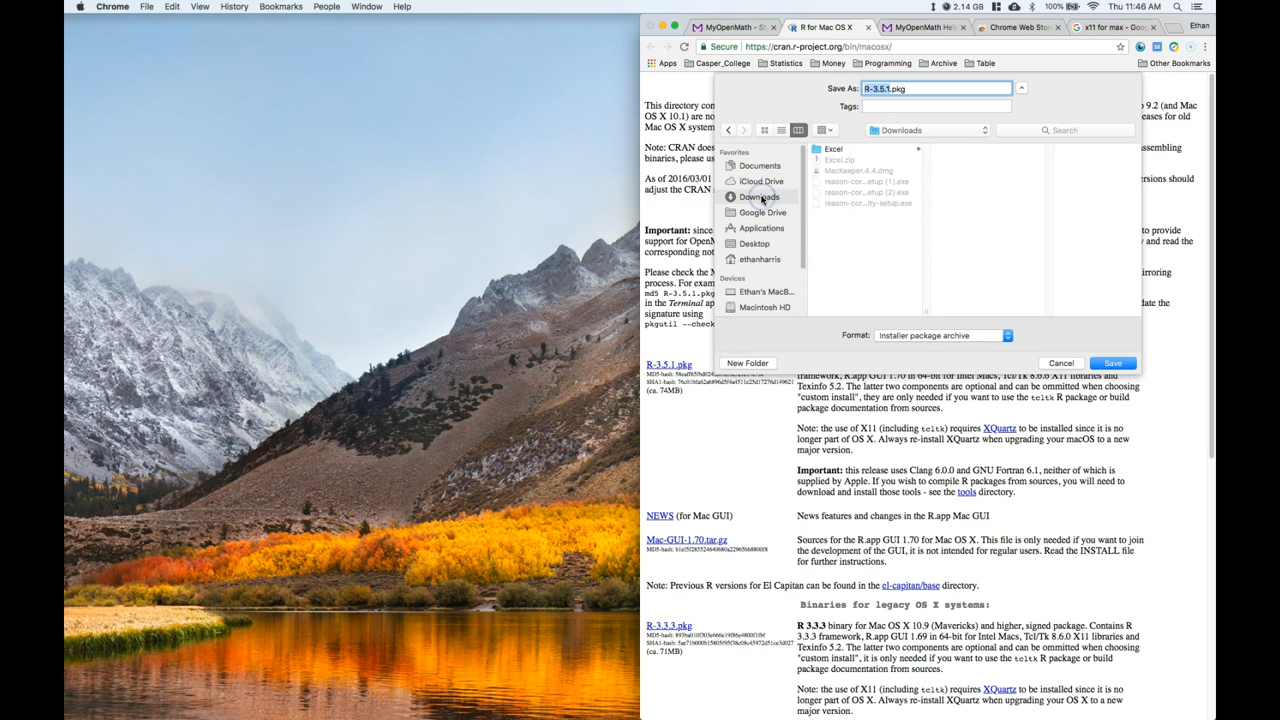 Chrome File Edit View History Bookmarks People Window Help 2.14 GB 100% Thu 11:46 AM
MyOpenMath - St R for Mac OS X MyOpenMath Help Chrome Web Stor x11 for max - Goog Ethan
Secure https://cran.r-project.org/bin/macosx/
Apps Casper_College Statistics Money Programming Archive Table Other Bookmarks
Save As: R-3.5.1.pkg
Tags:
Downloads Search
Favorites
Documents
iCloud Drive
Downloads
Google Drive
Applications
Desktop
ethanharris
Devices
Ethan's MacB...
Macintosh HD
Excel
Excel.zip
MacKeeper.4.4.dmg
reason-cor...etup (1).exe
reason-cor...etup (2).exe
reason-cor...ity-setup.exe
Format: Installer package archive
New Folder Cancel Save
This directory con
OS X 10.1) are no
Mac OS X system
Note: CRAN does
binaries, please us
As of 2016/03/01
adjust the CRAN
Important: since
support for OpenM
corresponding not
Please check the M
process. For exam
md5 R-3.5.1.pkg
in the Terminal ap
signature using
pkgutil --check
9.2 (and Mac
eases for old
ssembling
ersions should
to provide
y and read the
irroring
date the
R-3.5.1.pkg
(ca. 74MB)
framework, R.app GUI 1.70 in 64-bit for Intel Macs, Tcl/Tk 8.6.6 X11 libraries and
Texinfo 5.2. The latter two components are optional and can be ommitted when choosing
"custom install", they are only needed if you want to use the tcltk R package or build
package documentation from sources.
Note: the use of X11 (including tcltk) requires XQuartz to be installed since it is no
longer part of OS X. Always re-install XQuartz when upgrading your macOS to a new
major version.
Important: this release uses Clang 6.0.0 and GNU Fortran 6.1, neither of which is
supplied by Apple. If you wish to compile R packages from sources, you will need to
download and install those tools - see the tools directory.
NEWS (for Mac GUI) News features and changes in the R.app Mac GUI
Mac-GUI-1.70.tar.gz
Sources for the R.app GUI 1.70 for Mac OS X. This file is only needed if you want to join
the development of the GUI, it is not intended for regular users. Read the INSTALL file
for further instructions.
Note: Previous R versions for El Capitan can be found in the el-capitan/base directory.
Binaries for legacy OS X systems:
R-3.3.3.pkg
(ca. 71MB)
R 3.3.3 binary for Mac OS X 10.9 (Mavericks) and higher, signed package. Contains R
3.3.3 framework, R.app GUI 1.69 in 64-bit for Intel Macs, Tcl/Tk 8.6.0 X11 libraries and
Texinfo 5.2. The latter two components are optional and can be ommitted when choosing
"custom install", it is only needed if you want to use the tcltk R package or build
package documentation from sources.
Note: the use of X11 (including tcltk) requires XQuartz to be installed since it is no
longer part of OS X. Always re-install XQuartz when upgrading your OS X to a new
major version.